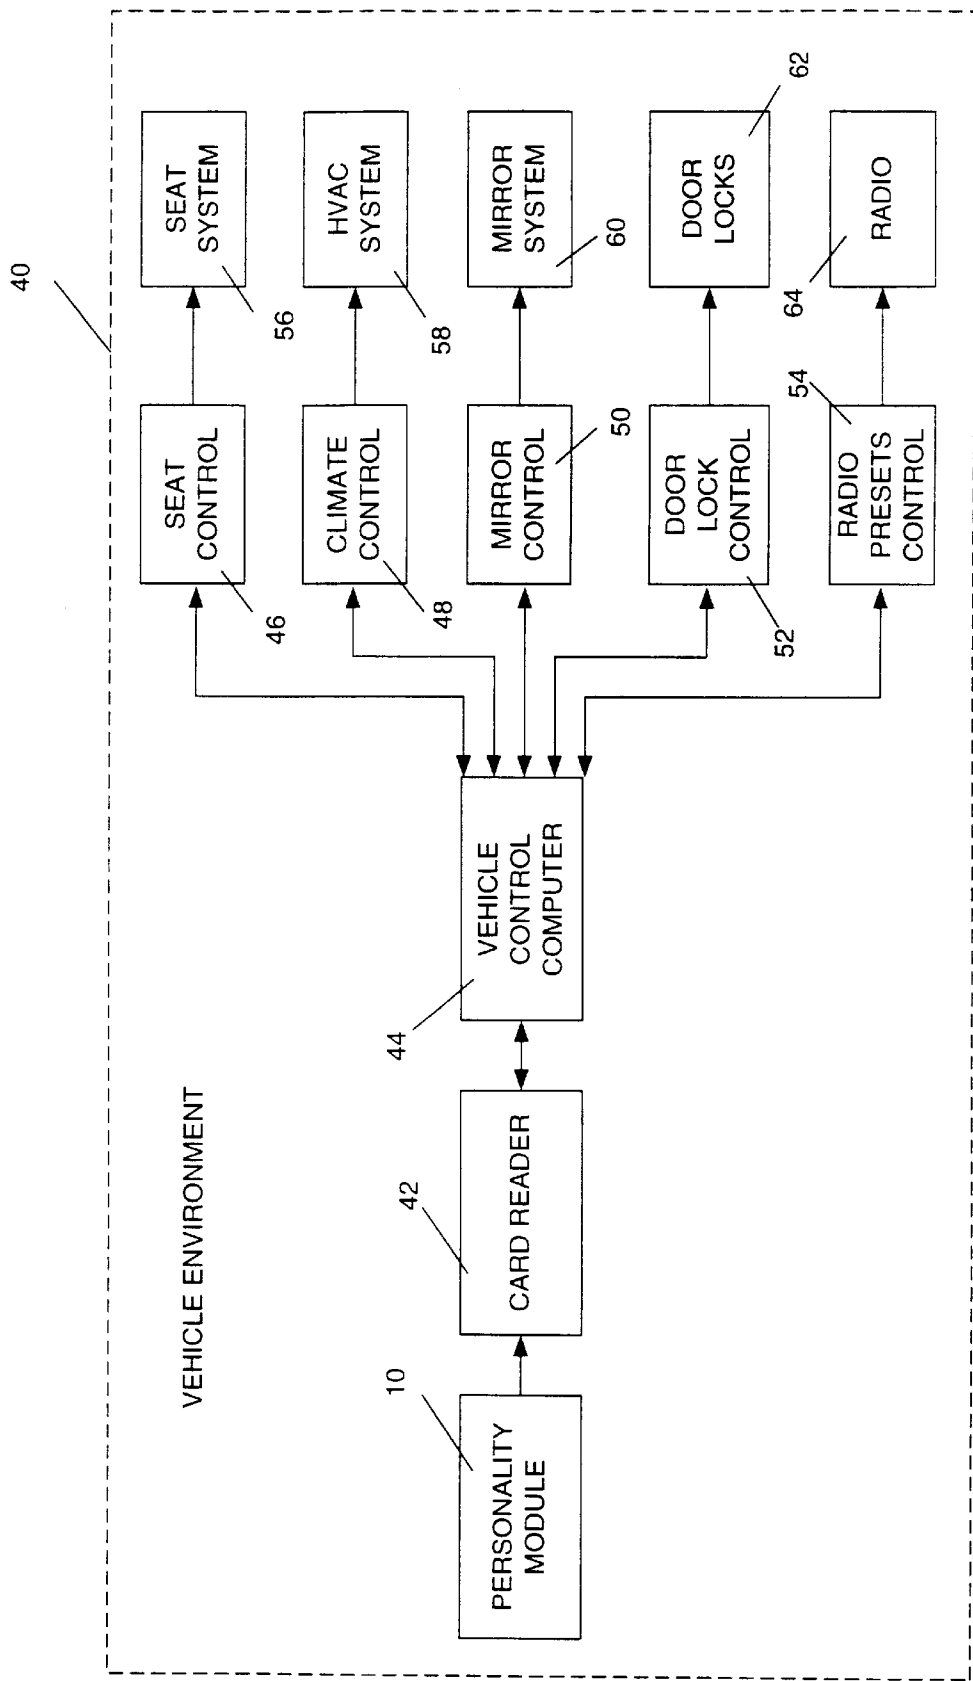 40
VEHICLE ENVIRONMENT
SEAT
CONTROL
46
SEAT
SYSTEM
56
CLIMATE
CONTROL
48
HVAC
SYSTEM
58
PERSONALITY
MODULE
10
CARD READER
42
VEHICLE
CONTROL
COMPUTER
44
MIRROR
CONTROL
50
MIRROR
SYSTEM
60
DOOR
LOCK
CONTROL
52
DOOR
LOCKS
62
RADIO
PRESETS
CONTROL
54
RADIO
64